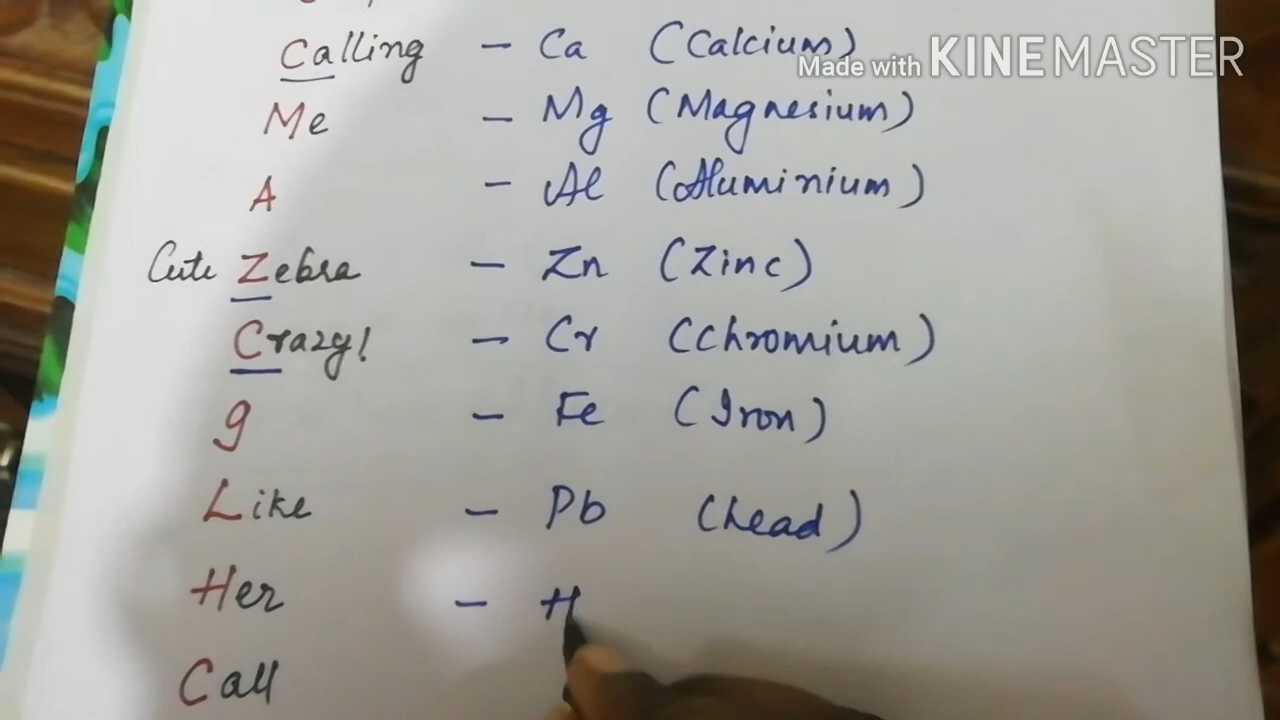 Calling - Ca (Calcium)
Made with KINEMASTER
Me - Mg (Magnesium)
A - Al (Aluminium)
Cute Zebra - Zn (Zinc)
Crazy! - Cr (Chromium)
I - Fe (Iron)
Like - Pb (Lead)
Her - H
Call